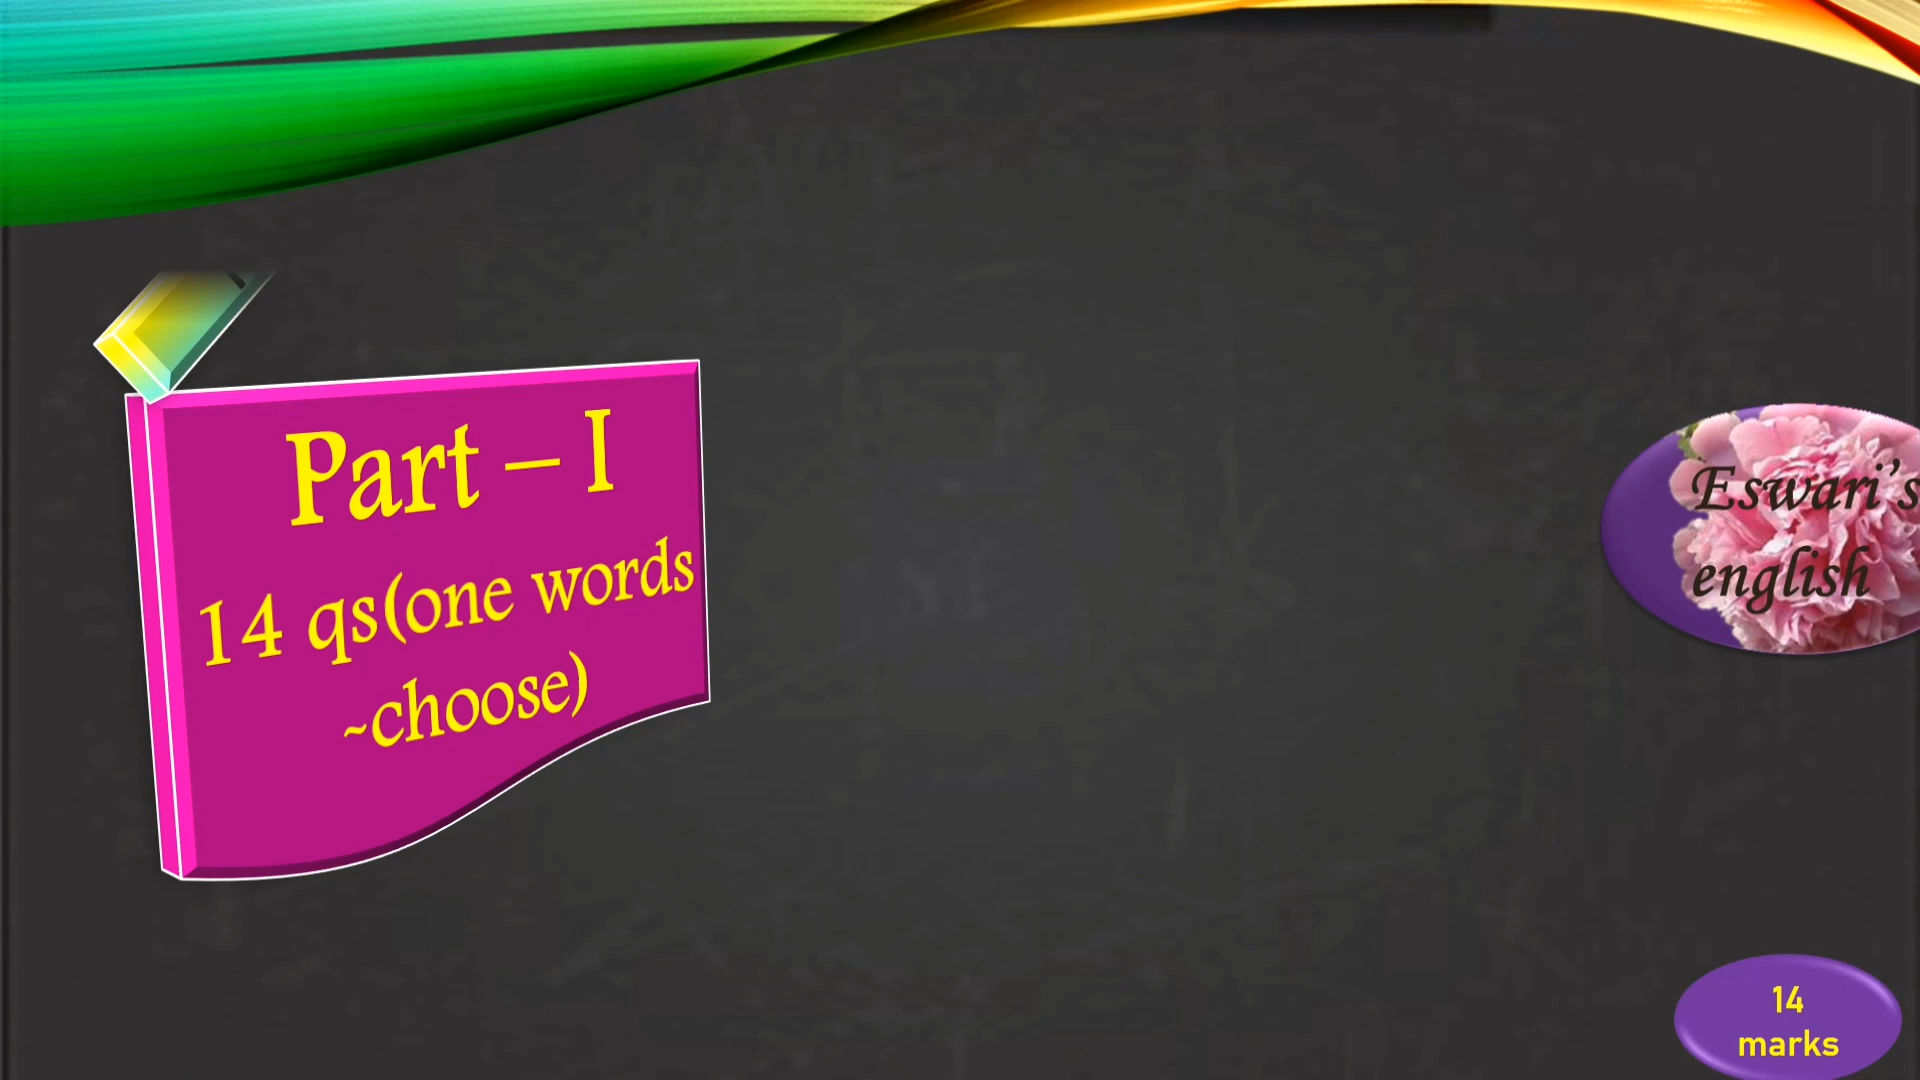 Part – I
14 qs(one words
~choose)
Eswari's
english
14
marks